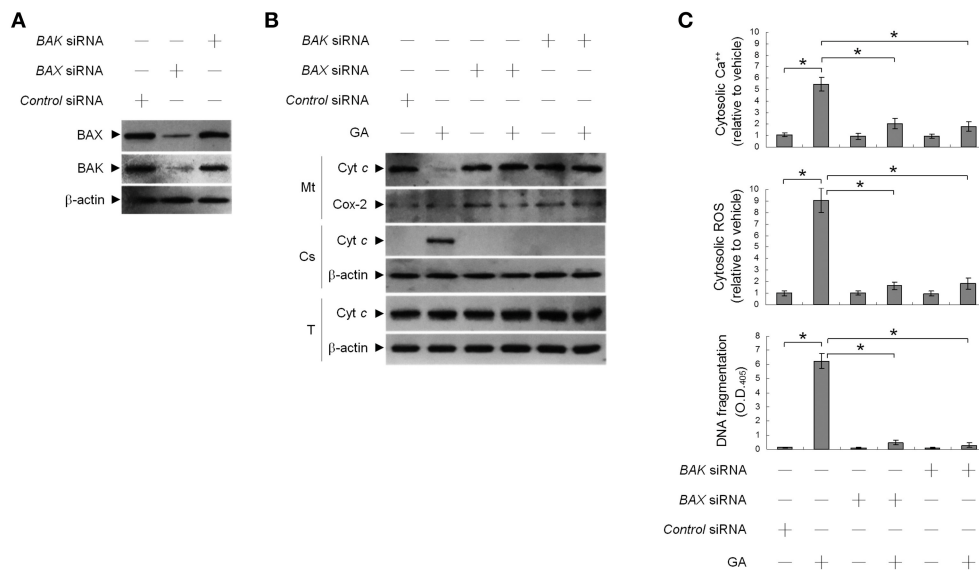 A
BAK siRNA — — +
BAX siRNA — + —
Control siRNA + — —
BAX
BAK
β-actin
B
BAK siRNA — — — — + +
BAX siRNA — — + + — —
Control siRNA + — — — — —
GA — + — + — +
Mt
Cyt c
Cox-2
Cs
Cyt c
β-actin
T
Cyt c
β-actin
C
Cytosolic Ca++
(relative to vehicle)
10
9
8
7
6
5
4
3
2
1
0
* * *
Cytosolic ROS
(relative to vehicle)
10
9
8
7
6
5
4
3
2
1
0
* * *
DNA fragmentation
(O.D.405)
8
7
6
5
4
3
2
1
0
* * *
BAK siRNA — — — — + +
BAX siRNA — — + + — —
Control siRNA + — — — — —
GA — + — + — +